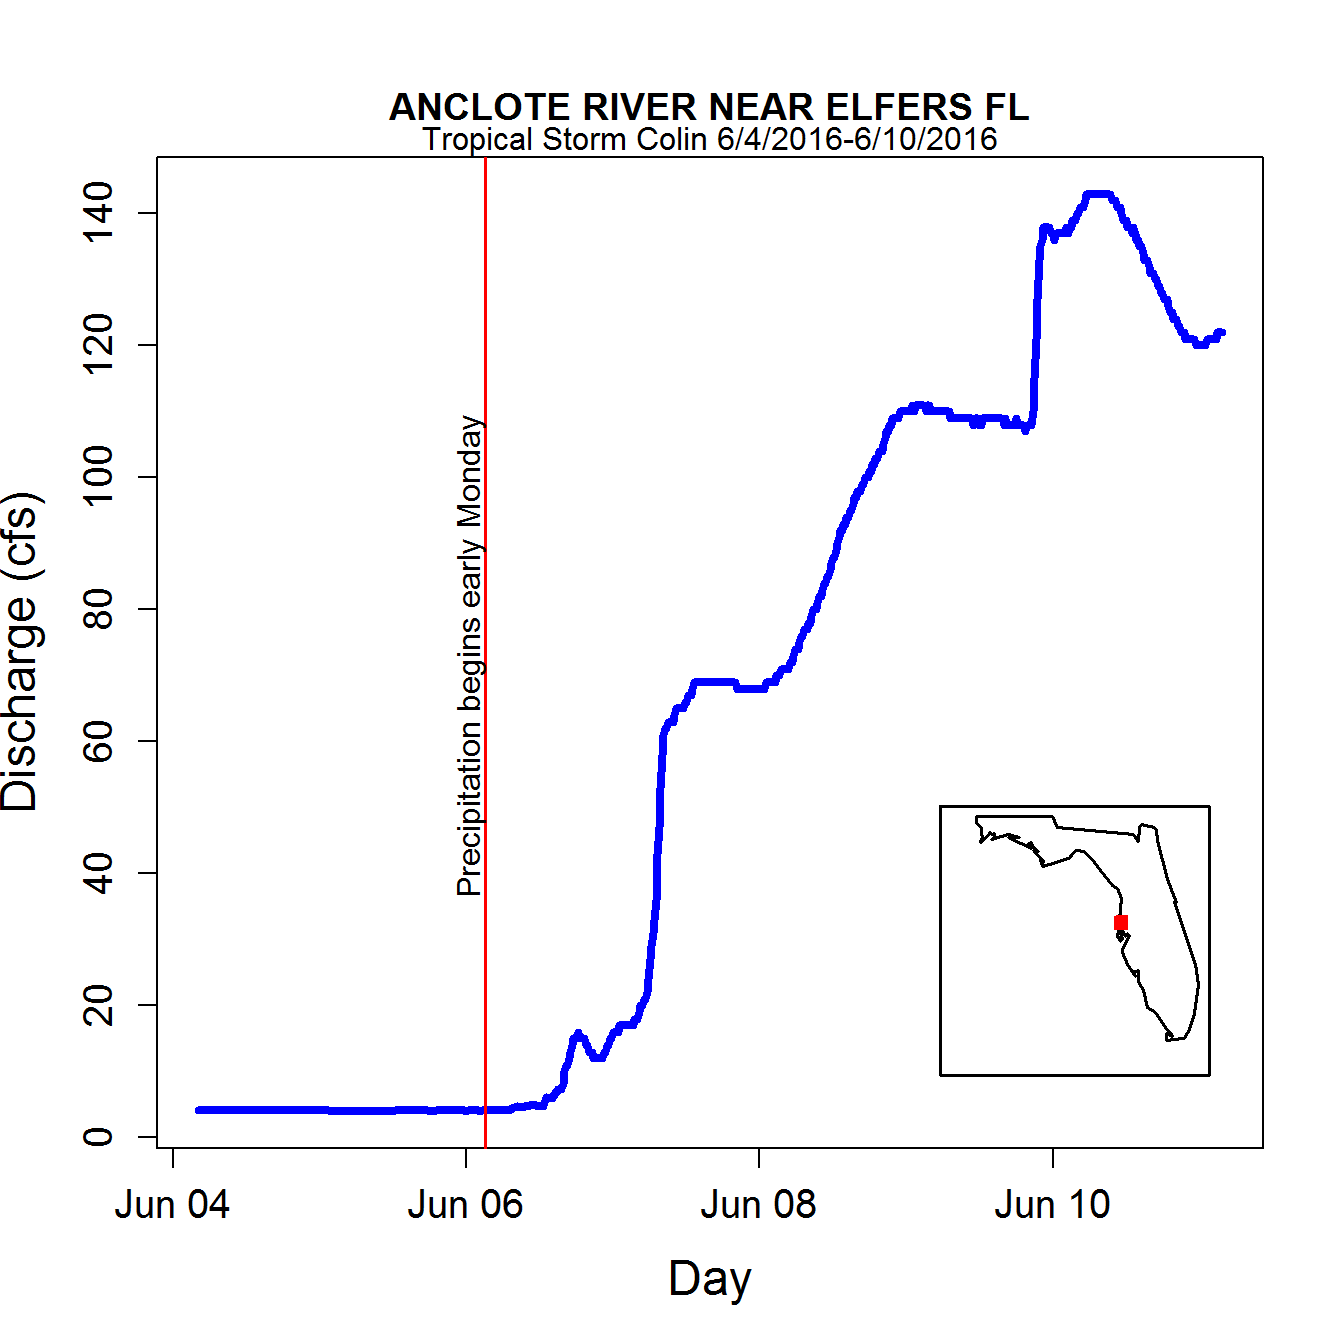 ANCLOTE RIVER NEAR ELFERS FL
Tropical Storm Colin 6/4/2016-6/10/2016
Discharge (cfs)
140
120
100
80
60
40
20
0
Precipitation begins early Monday
Jun 04
Jun 06
Jun 08
Jun 10
Day